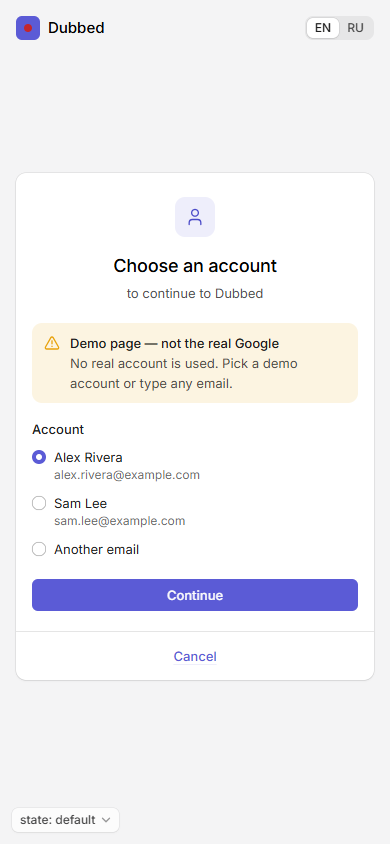 Dubbed
EN RU
Choose an account
to continue to Dubbed
Demo page — not the real Google
No real account is used. Pick a demo
account or type any email.
Account
Alex Rivera
alex.rivera@example.com
Sam Lee
sam.lee@example.com
Another email
Continue
Cancel
state: default